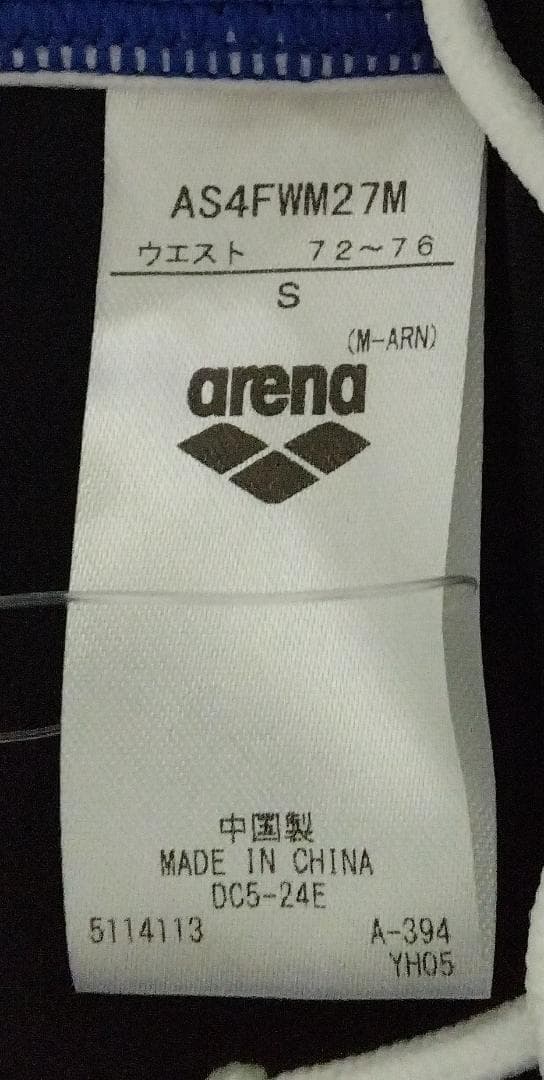 AS4FWM27M
ウエスト 72～76
S
(M-ARN)
arena
中国製
MADE IN CHINA
DC5-24E
5114113 A-394
YH05